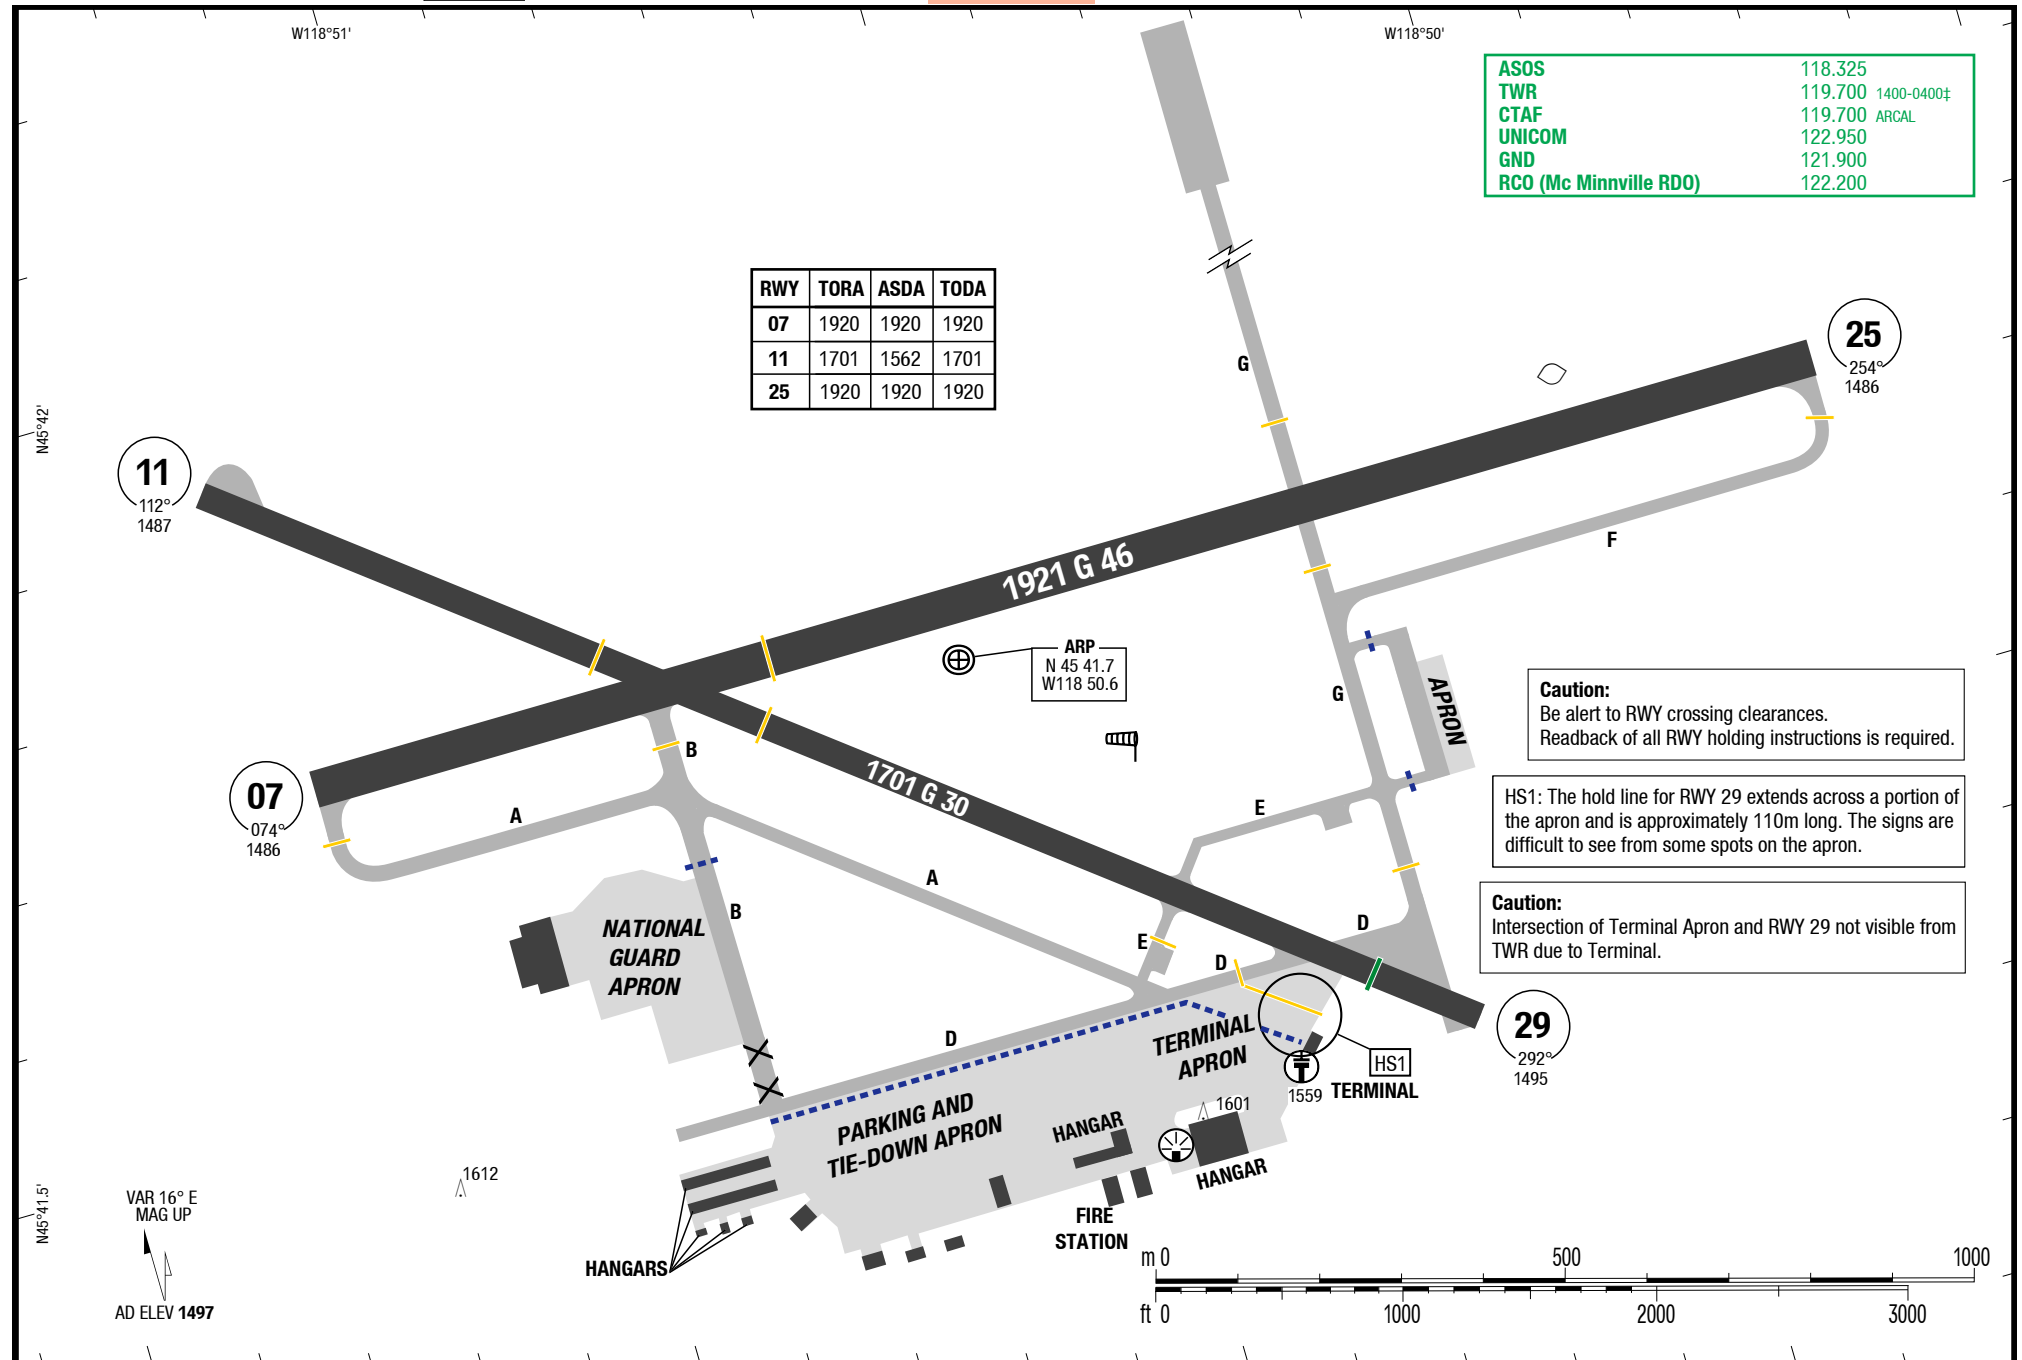 W118°51'
W118°50'
ASOS 118.325
TWR 119.700 1400-0400‡
CTAF 119.700 ARCAL
UNICOM 122.950
GND 121.900
RCO (Mc Minnville RDO) 122.200
RWY TORA ASDA TODA
07 1920 1920 1920
11 1701 1562 1701
25 1920 1920 1920
25
254°
1486
G
N45°42'
11
112°
1487
F
1921 G 46
ARP
N 45 41.7
W118 50.6
G
APRON
Caution:
Be alert to RWY crossing clearances.
Readback of all RWY holding instructions is required.
B
07
074°
1486
A
1701 G 30
E
HS1: The hold line for RWY 29 extends across a portion of
the apron and is approximately 110m long. The signs are
difficult to see from some spots on the apron.
A
Caution:
Intersection of Terminal Apron and RWY 29 not visible from
TWR due to Terminal.
B
NATIONAL
GUARD
APRON
D
E
D
29
292°
1495
D
TERMINAL
APRON
HS1
TERMINAL
1559
1601
PARKING AND
TIE-DOWN APRON
HANGAR
HANGAR
1612
FIRE
STATION
HANGARS
N45°41.5'
VAR 16° E
MAG UP
AD ELEV 1497
m 0 500 1000
ft 0 1000 2000 3000